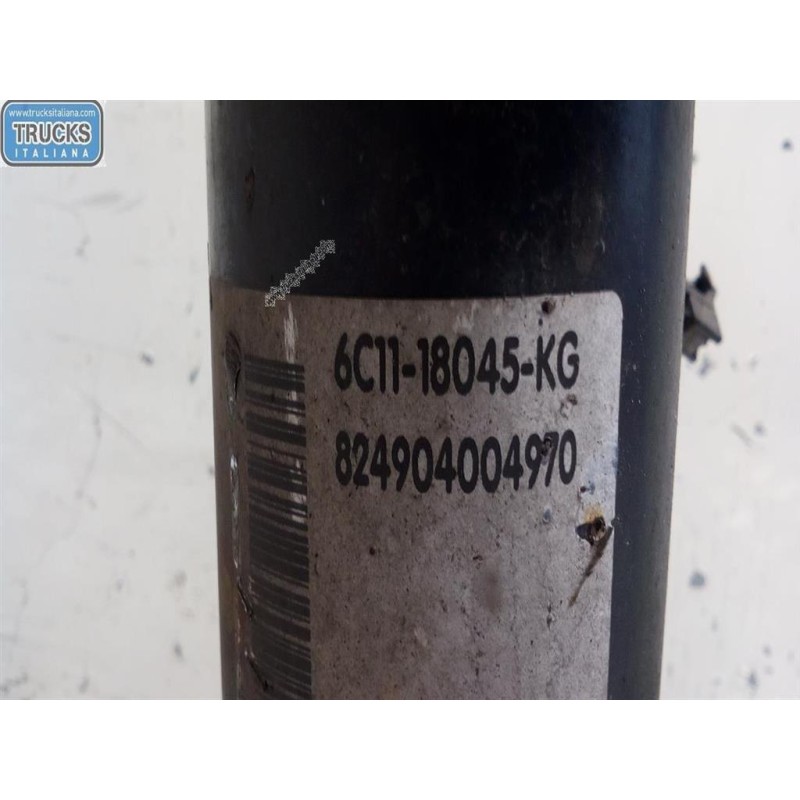 www.trucksitaliana.com
TRUCKS
ITALIANA
6C11-18045-KG
824904004970